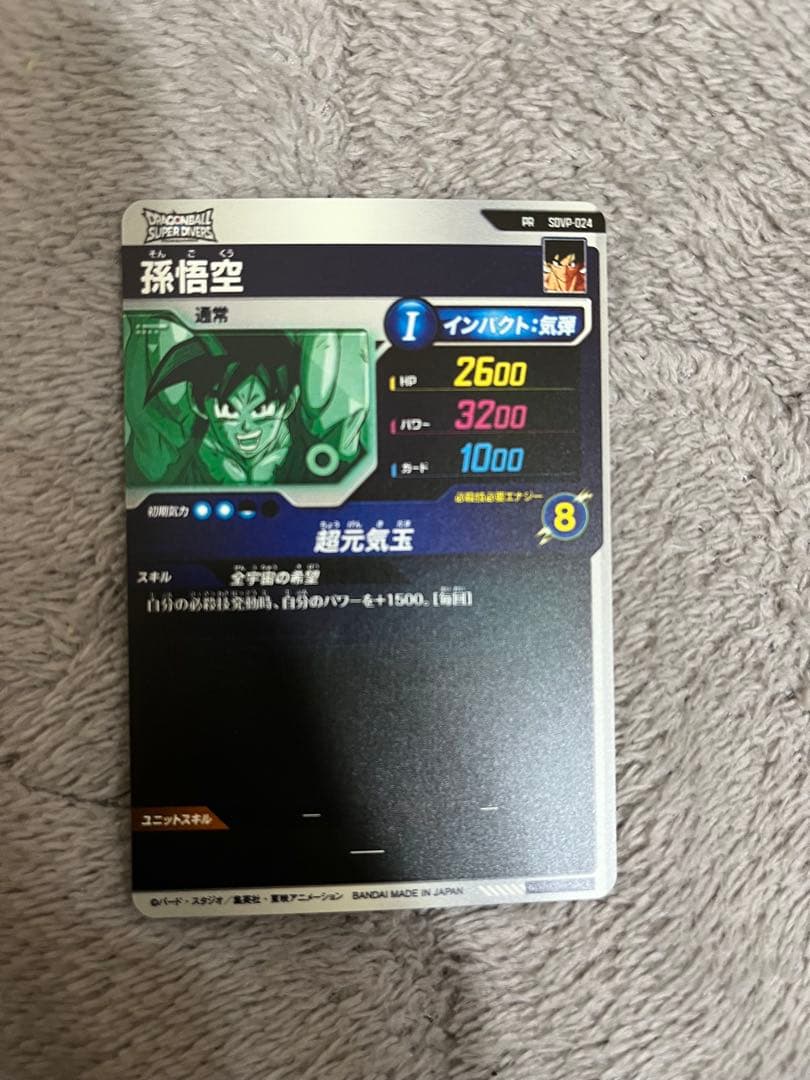 DRAGONBALL
SUPER DIVERS
PR SDVP-024
そん ご くう
孫悟空
通常
I インパクト:気弾
HP 2600
パワー 3200
ガード 1000
初期気力
必殺技必要エナジー
8
ちょう げん き だま
超元気玉
スキル 全宇宙の希望
自分の必殺技発動時、自分のパワーを+1500。[毎回]
ユニットスキル
©バード・スタジオ/集英社・東映アニメーション BANDAI MADE IN JAPAN